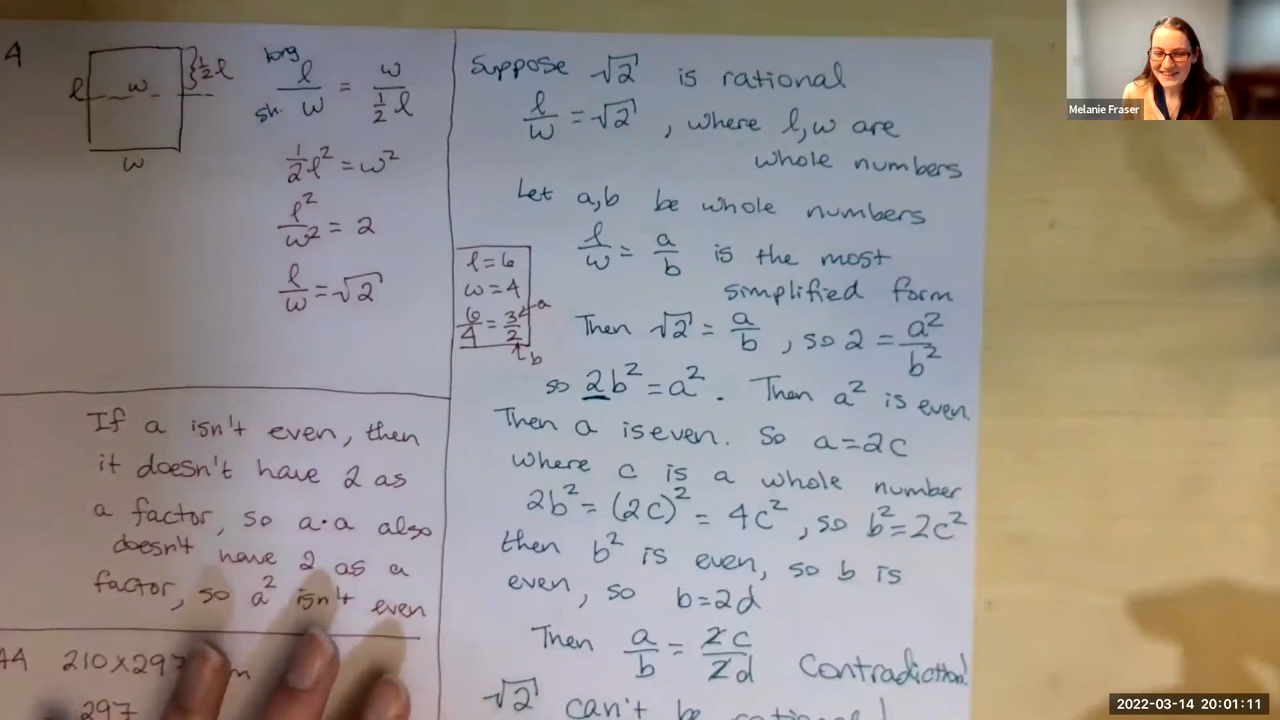 A
l
w
½l
w
long
l/w = w/½l
sh.
½l² = w²
l²/w² = 2
l/w = √2
If a isn't even, then
it doesn't have 2 as
a factor, so a·a also
doesn't have 2 as a
factor, so a² isn't even
A4 210×297
297
Suppose √2 is rational
l/w = √2, where l,w are
whole numbers
Let a,b be whole numbers
l/w = a/b is the most
simplified form
l=6
w=4
6/4 = 3/2
a
b
Then √2 = a/b, so 2 = a²/b²
so 2b² = a². Then a² is even.
Then a is even. So a=2c
where c is a whole number
2b² = (2c)² = 4c², so b²=2c²
then b² is even, so b is
even, so b=2d
Then a/b = 2c/2d Contradiction!
√2 can't be rational!
Melanie Fraser
2022-03-14 20:01:11